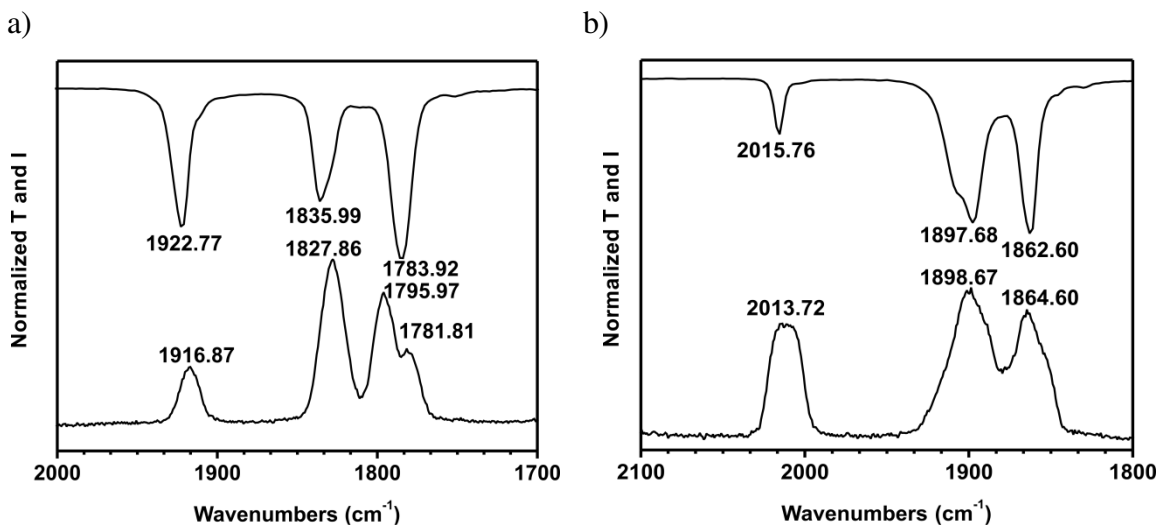 a)
Normalized T and I
1922.77
1835.99
1827.86
1783.92
1795.97
1781.81
1916.87
2000 1900 1800 1700
Wavenumbers (cm⁻¹)
b)
Normalized T and I
2015.76
1897.68
1862.60
1898.67
1864.60
2013.72
2100 2000 1900 1800
Wavenumbers (cm⁻¹)